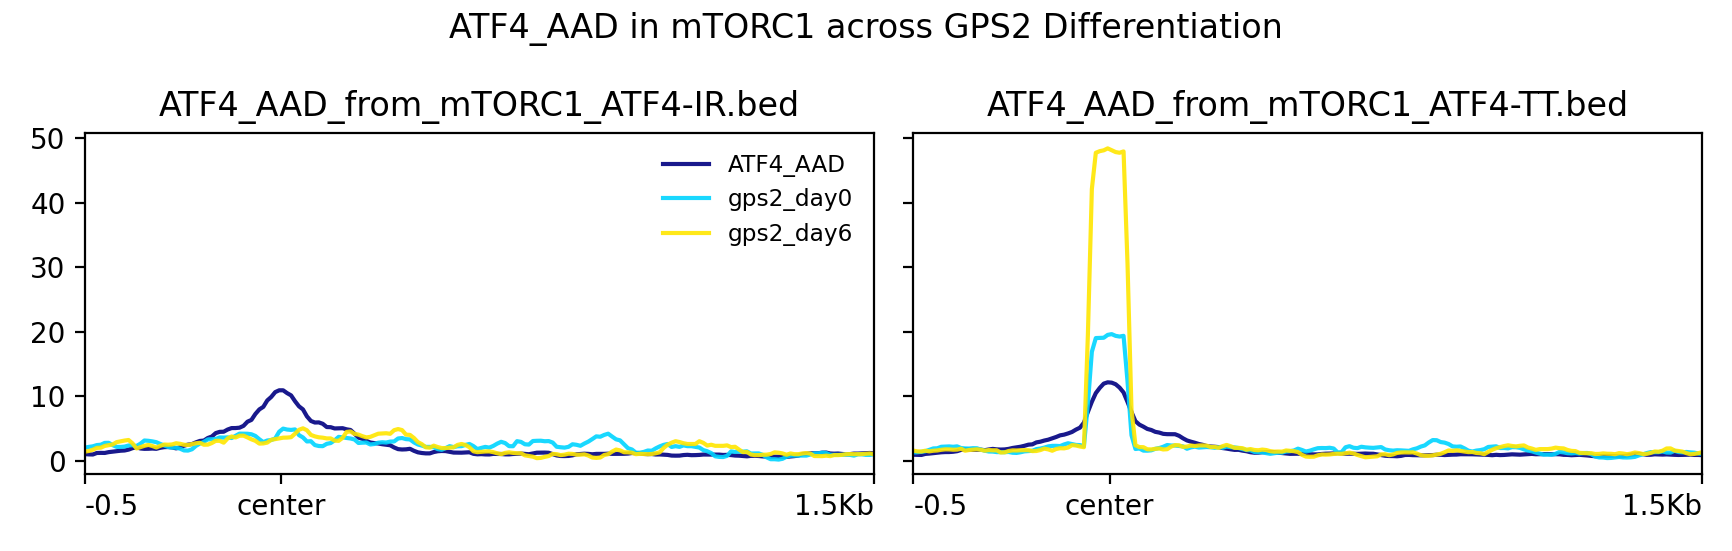 ATF4_AAD in mTORC1 across GPS2 Differentiation
ATF4_AAD_from_mTORC1_ATF4-IR.bed
50
40
30
20
10
0
ATF4_AAD
gps2_day0
gps2_day6
-0.5
center
1.5Kb
ATF4_AAD_from_mTORC1_ATF4-TT.bed
-0.5
center
1.5Kb